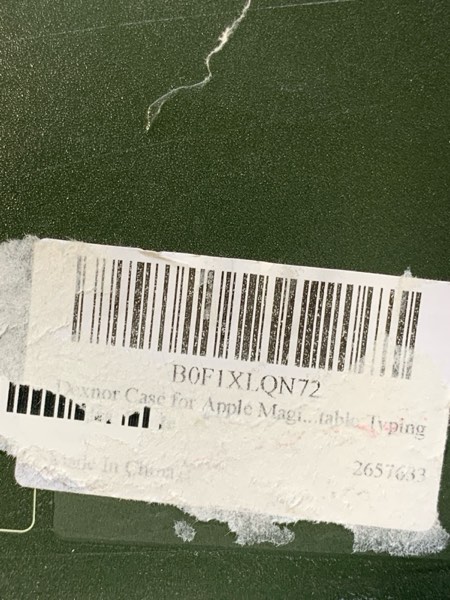 B0F1XLQN72
Dexnor Case for Apple Magi...table Typing
Made In China
2657633